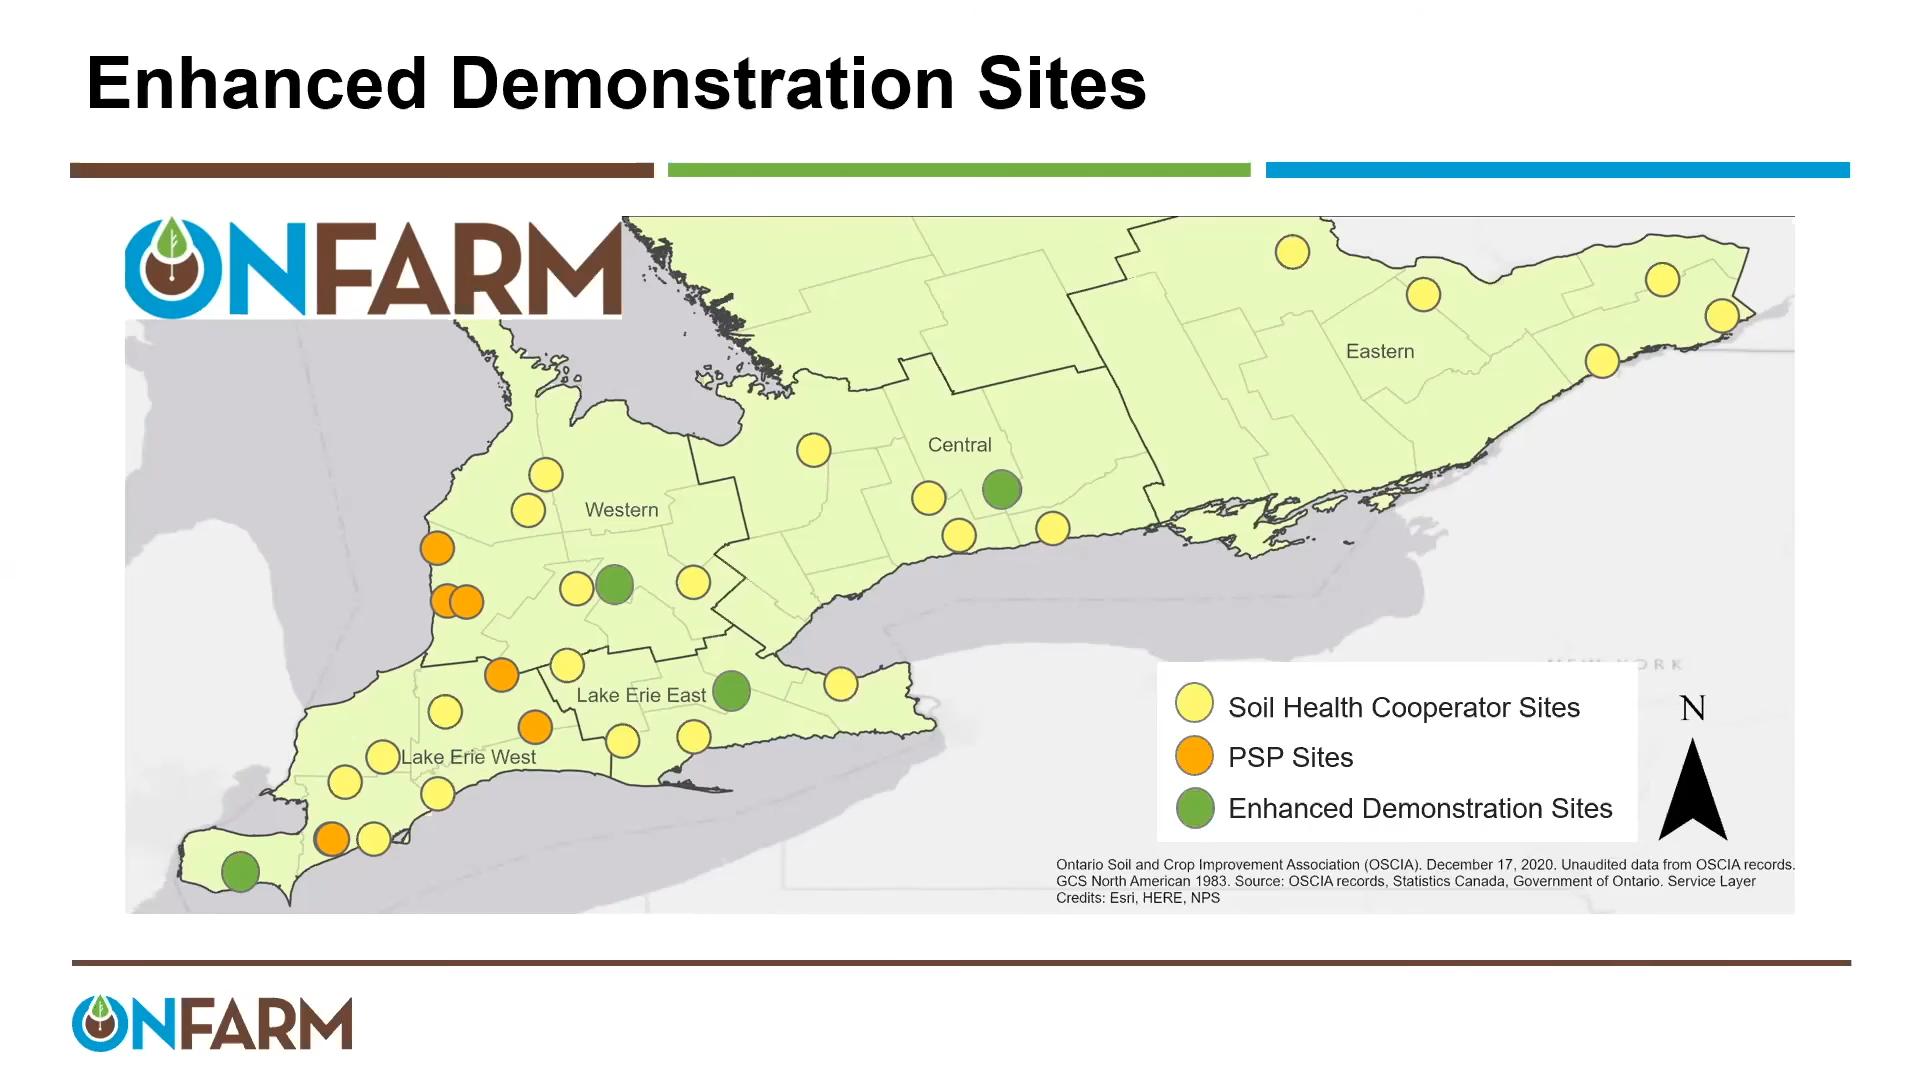 Enhanced Demonstration Sites
ONFARM
Eastern
Central
Western
Lake Erie East
Lake Erie West
NEW YORK
N
Soil Health Cooperator Sites
PSP Sites
Enhanced Demonstration Sites
Ontario Soil and Crop Improvement Association (OSCIA). December 17, 2020. Unaudited data from OSCIA records.
GCS North American 1983. Source: OSCIA records, Statistics Canada, Government of Ontario. Service Layer
Credits: Esri, HERE, NPS
ONFARM